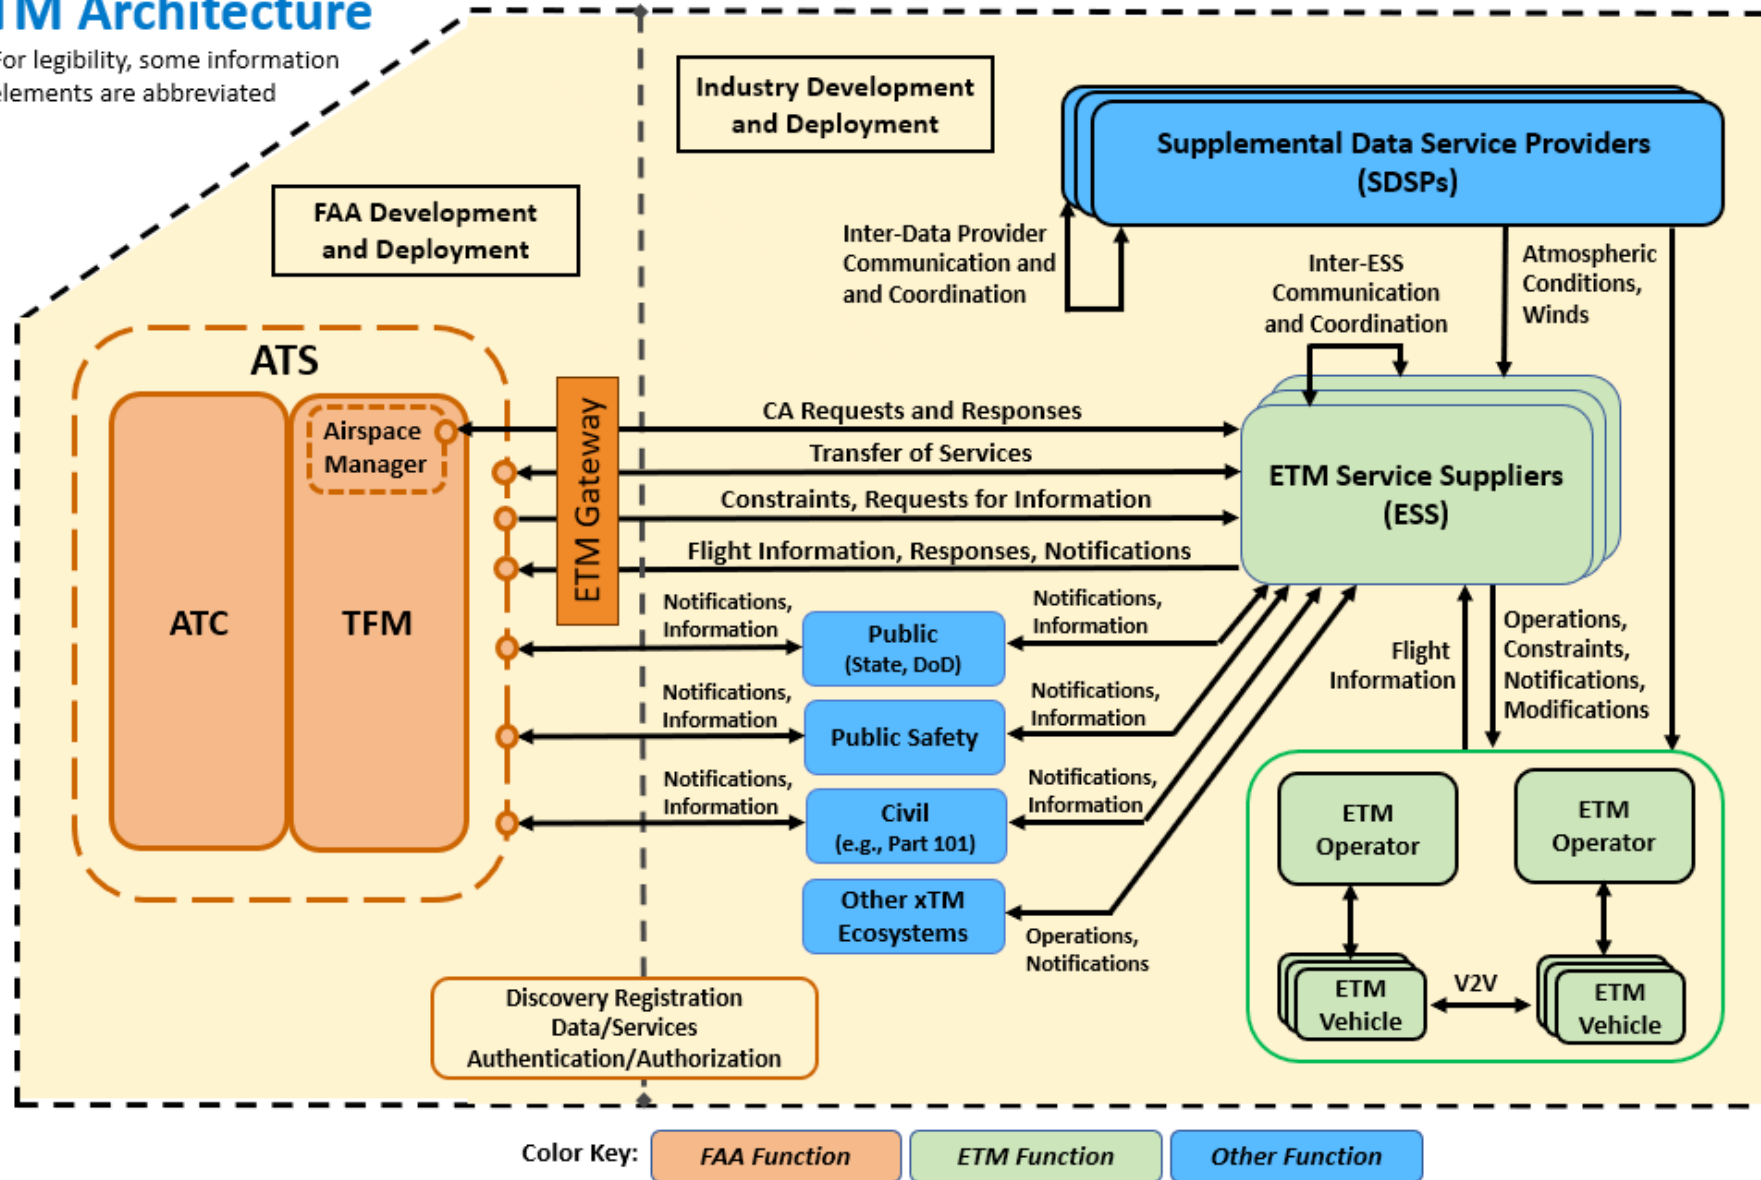 TM Architecture
For legibility, some information
elements are abbreviated
Industry Development
and Deployment
FAA Development
and Deployment
Supplemental Data Service Providers
(SDSPs)
Inter-Data Provider
Communication and
and Coordination
Inter-ESS
Communication
and Coordination
Atmospheric
Conditions,
Winds
ATS
Airspace
Manager
ATC
TFM
ETM Gateway
CA Requests and Responses
Transfer of Services
Constraints, Requests for Information
Flight Information, Responses, Notifications
ETM Service Suppliers
(ESS)
Notifications,
Information
Public
(State, DoD)
Notifications,
Information
Notifications,
Information
Public Safety
Notifications,
Information
Notifications,
Information
Civil
(e.g., Part 101)
Notifications,
Information
Other xTM
Ecosystems
Operations,
Notifications
Flight
Information
Operations,
Constraints,
Notifications,
Modifications
ETM
Operator
ETM
Operator
ETM
Vehicle
V2V
ETM
Vehicle
Discovery Registration
Data/Services
Authentication/Authorization
Color Key:
FAA Function
ETM Function
Other Function